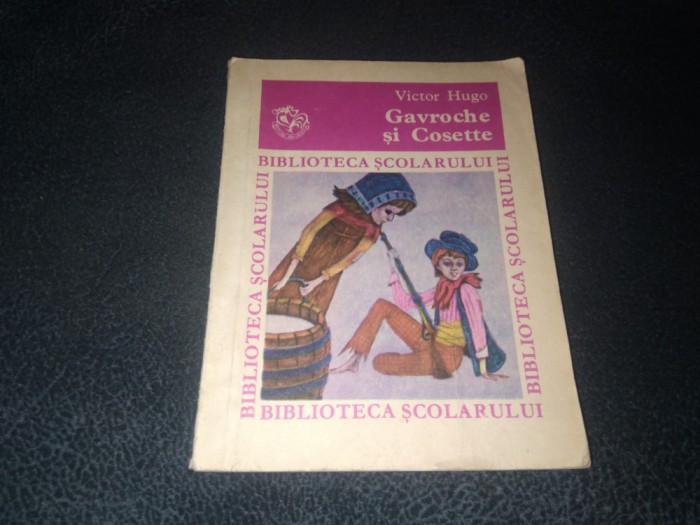 Victor Hugo
Gavroche
și Cosette
BIBLIOTECA ȘCOLARULUI
BIBLIOTECA ȘCOLARULUI
BIBLIOTECA ȘCOLARULUI
BIBLIOTECA ȘCOLARULUI